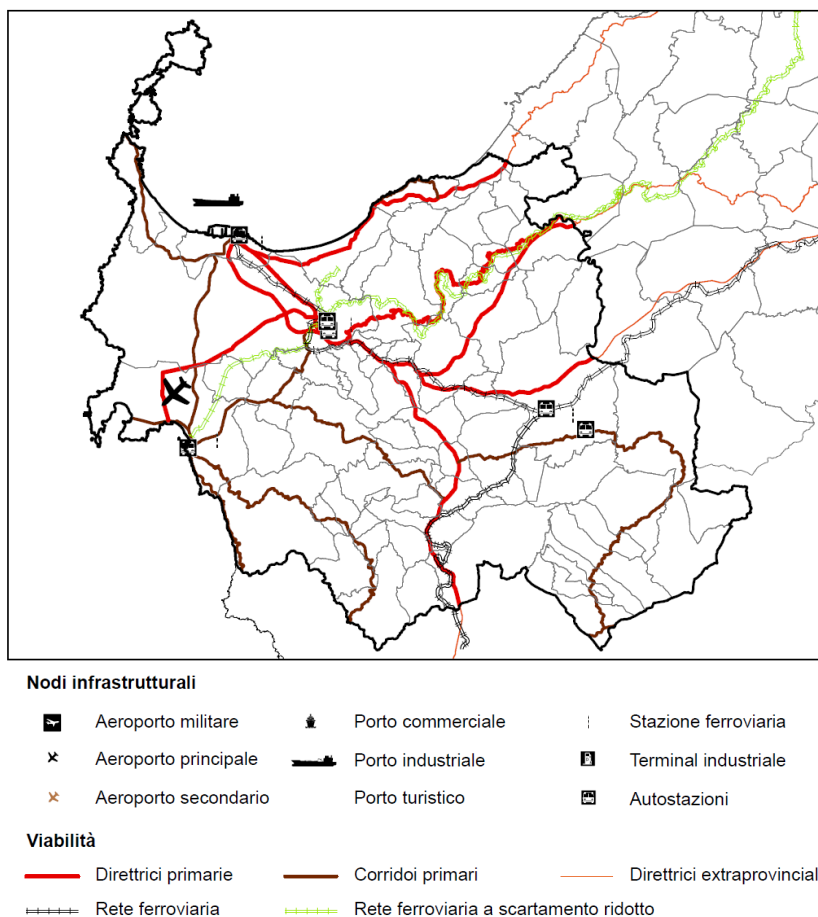 Nodi infrastrutturali
Aeroporto militare Porto commerciale Stazione ferroviaria
Aeroporto principale Porto industriale Terminal industriale
Aeroporto secondario Porto turistico Autostazioni
Viabilità
Direttrici primarie Corridoi primari Direttrici extraprovincial
Rete ferroviaria Rete ferroviaria a scartamento ridotto